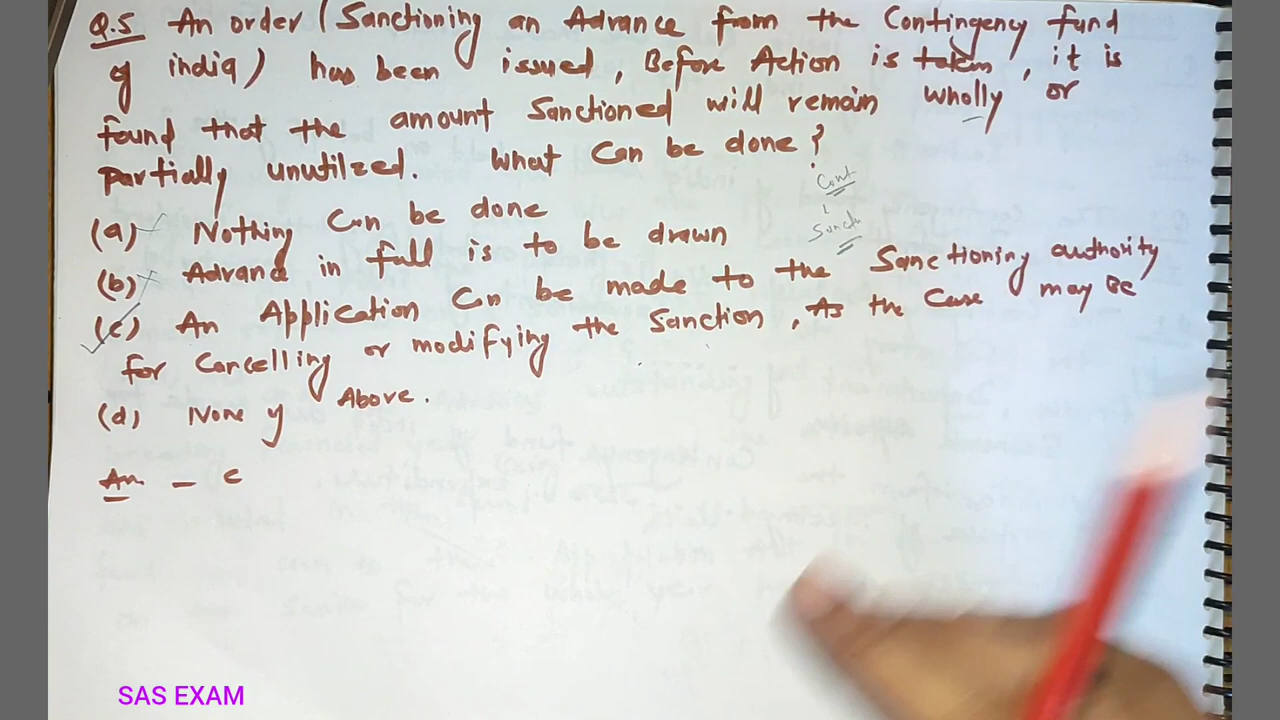 Q.5 An order (Sanctioning an Advance from the Contingency fund
of india) has been issued, Before Action is taken, it is
found that the amount Sanctioned will remain wholly or
partially unutilzed. What Can be done?
Cont
(a) Nothing Can be done
(b) Advance in full is to be drawn
(c) An Application Can be made to the Sanctioning authority
for Cancelling or modifying the Sanction, As the Case may Be
(d) None of Above.
An _ c
SAS EXAM